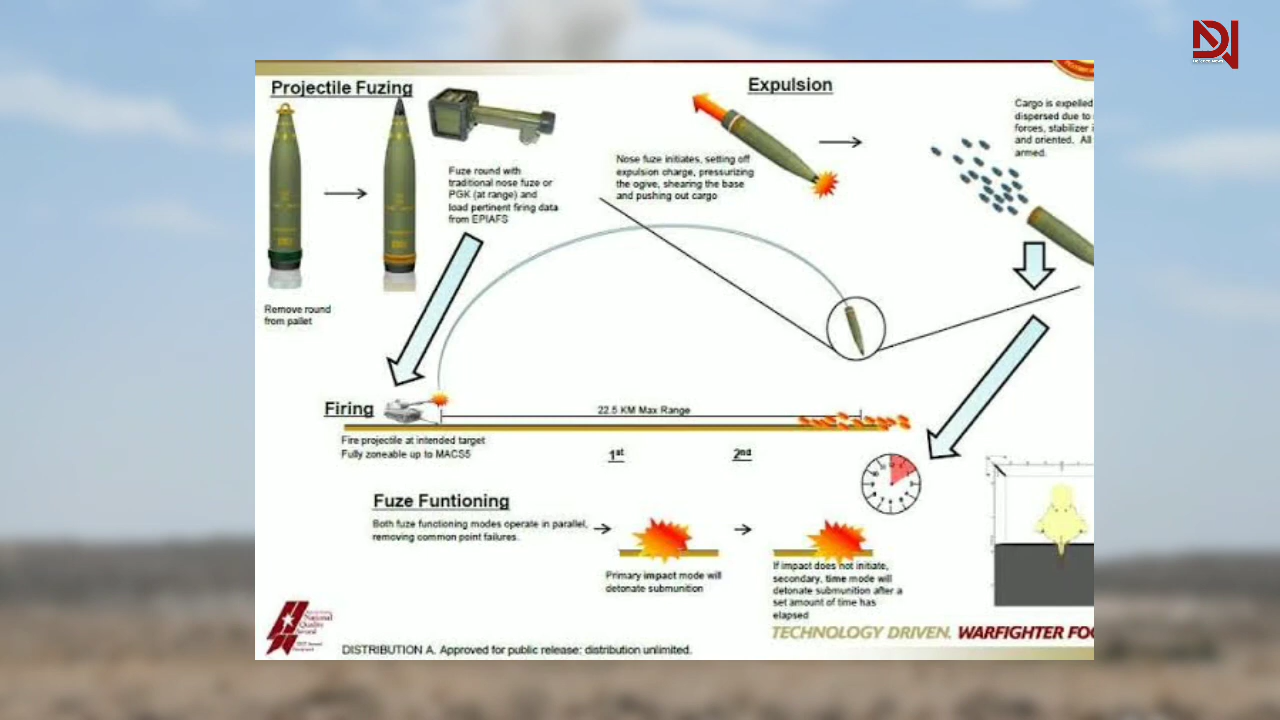 Projectile Fuzing
Expulsion
Cargo is expelled
dispersed due to
forces, stabilizer
and oriented. All
armed.
Fuze round with
traditional nose fuze or
PGK (at range) and
load pertinent firing data
from EPIAFS
Nose fuze initiates, setting off
expulsion charge, pressurizing
the ogive, shearing the base
and pushing out cargo
Remove round
from pallet
Firing
22.5 KM Max Range
Fire projectile at intended target
Fully zoneable up to MACS5
1st
2nd
Fuze Funtioning
Both fuze functioning modes operate in parallel,
removing common point failures.
Primary impact mode will
detonate submunition
If impact does not initiate,
secondary, time mode will
detonate submunition after a
set amount of time has
elapsed
National
Quality
Award
TECHNOLOGY DRIVEN. WARFIGHTER FO
DISTRIBUTION A. Approved for public release: distribution unlimited.